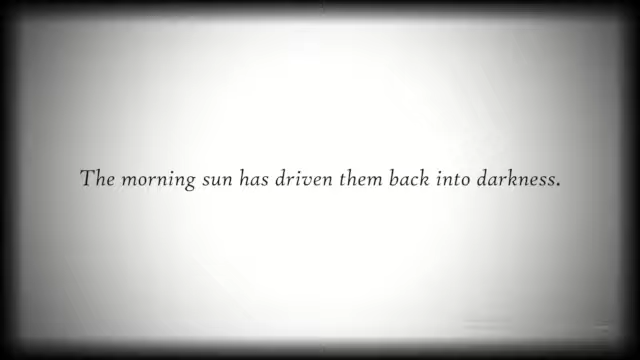 The morning sun has driven them back into darkness.